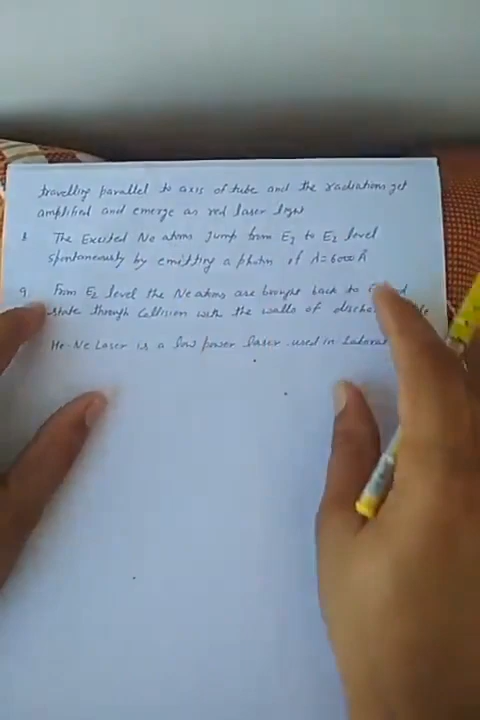 travelling parallel to axis of tube and the radiations get
amplified and emerge as red laser light
8. The Excited Ne atoms jump from E3 to E2 level
spontaneously by emitting a photon of λ=6000 Å
9. From E2 level the Ne atoms are brought back to
state through Collision with the walls of
He-Ne Laser is a low power laser used in